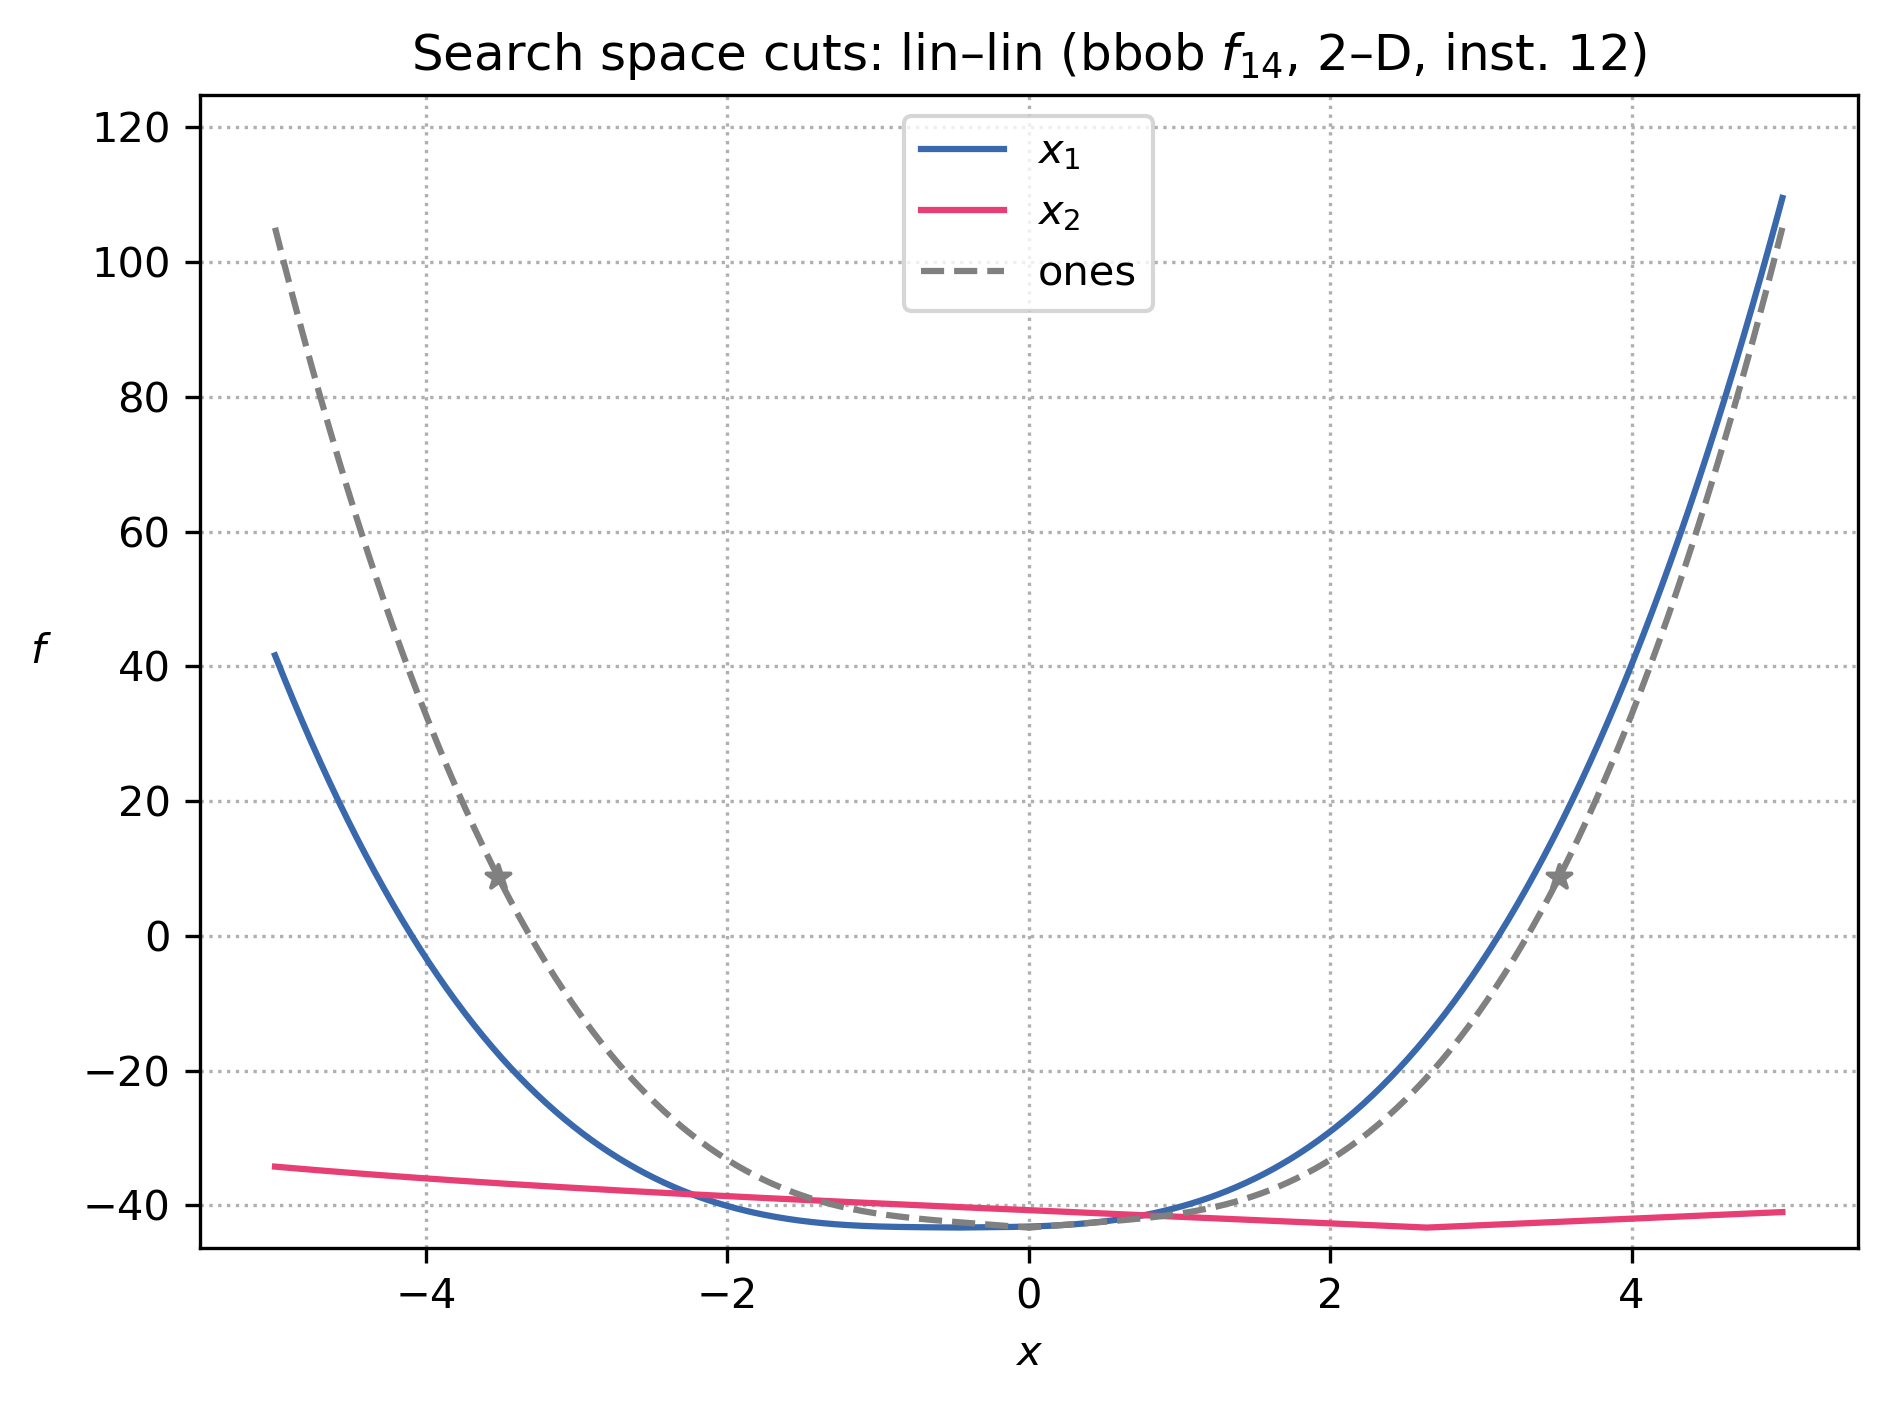 Search space cuts: lin–lin (bbob f14, 2–D, inst. 12)
x1
x2
ones
120
100
80
60
40
20
0
−20
−40
f
−4 −2 0 2 4
x